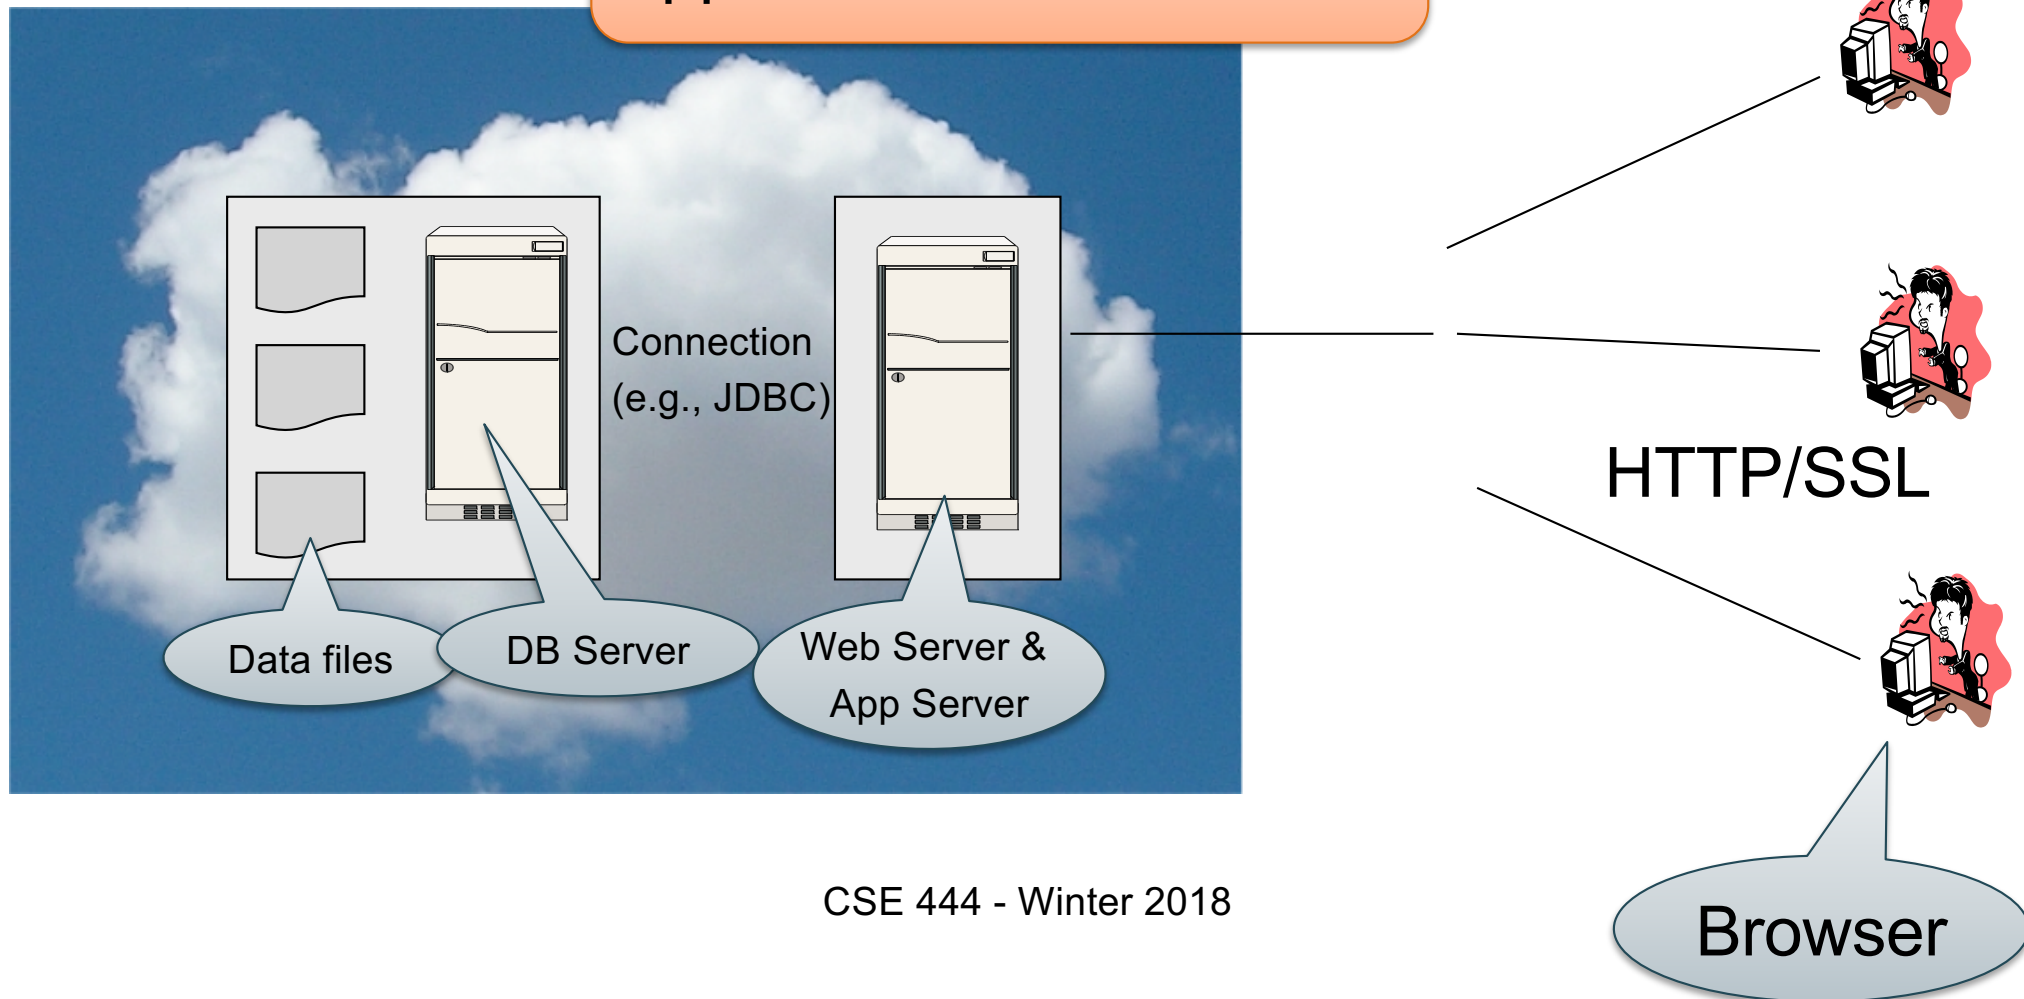 Connection
(e.g., JDBC)
HTTP/SSL
Data files
DB Server
Web Server &
App Server
CSE 444 - Winter 2018
Browser